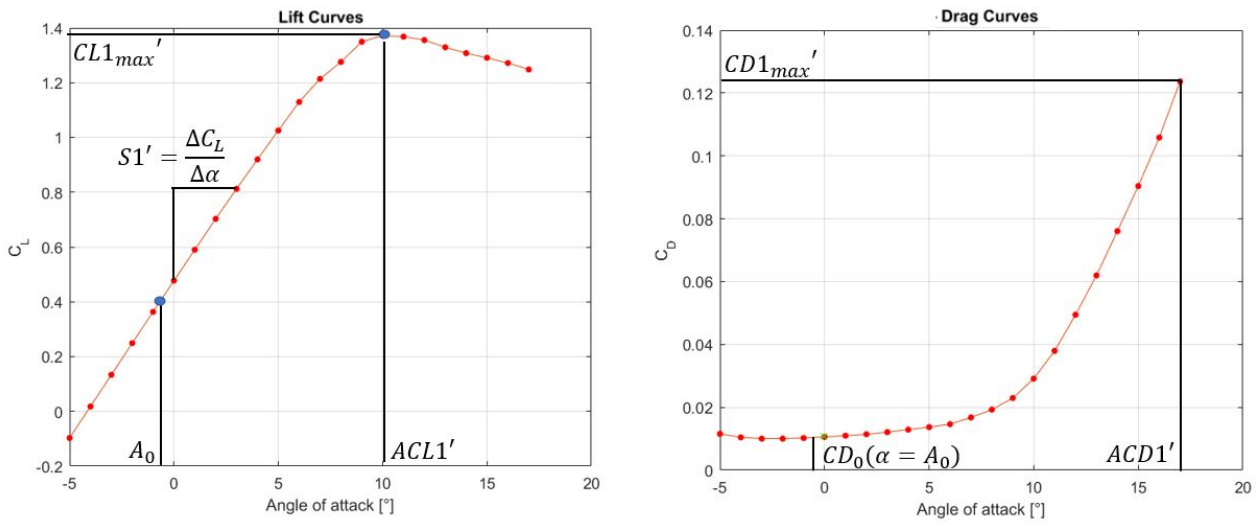 Lift Curves
1.4
CL1max′
1.2
1
S1′ = ΔCL/Δα
0.8
0.6
CL
0.4
0.2
0
A0
ACL1′
-0.2
-5 0 5 10 15 20
Angle of attack [°]
Drag Curves
0.14
CD1max′
0.12
0.1
0.08
CD
0.06
0.04
0.02
CD0(α = A0)
ACD1′
0
-5 0 5 10 15 20
Angle of attack [°]